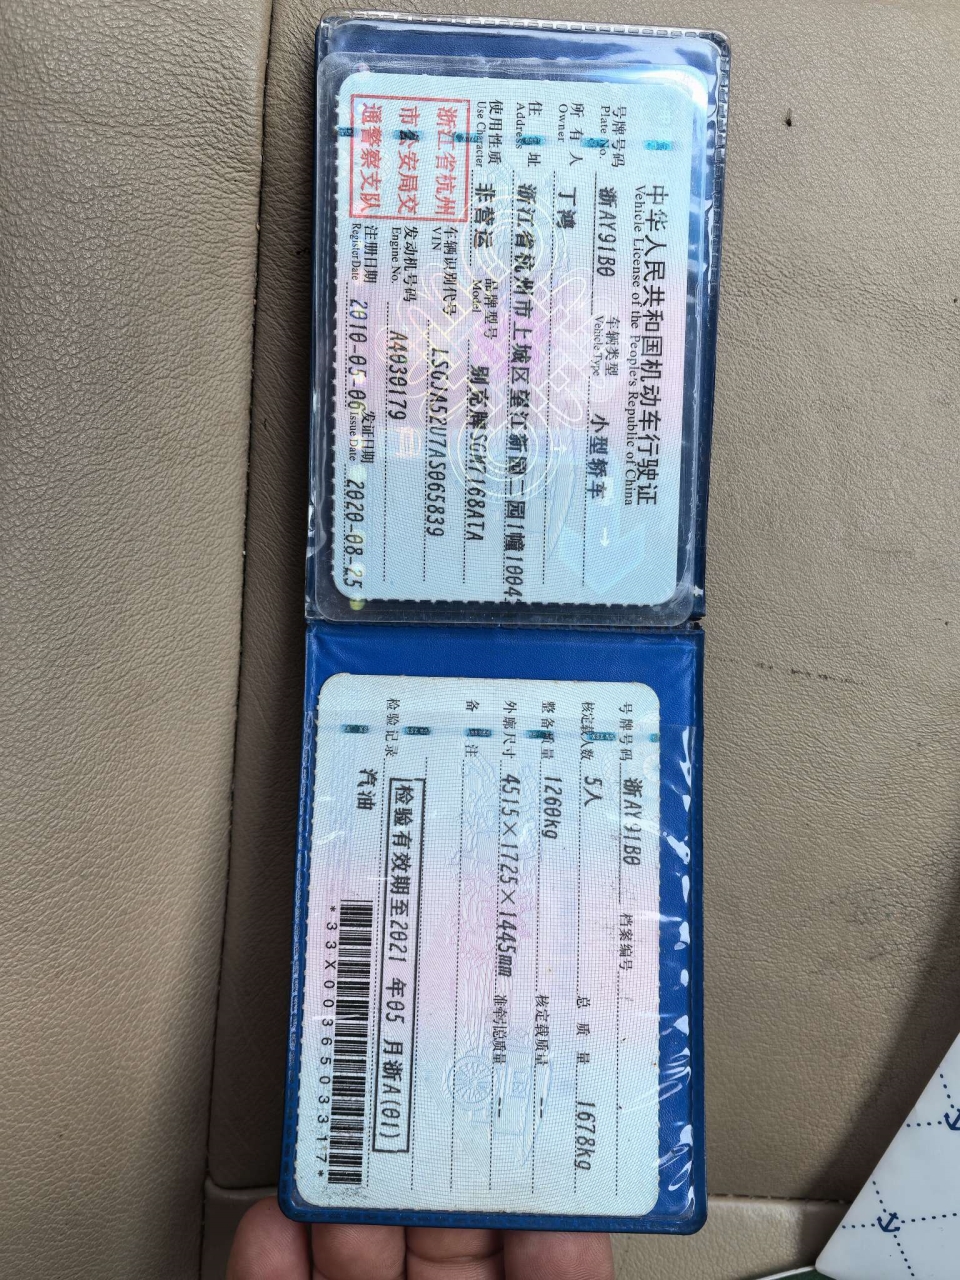 中华人民共和国机动车行驶证
Vehicle License of the People's Republic of China
号牌号码 浙AY91B0 车辆类型 小型轿车
Plate No. Vehicle Type
所有人 丁鸿
Owner
住址 浙江省杭州市上城区望江新园二园1幢1004
Address
使用性质 非营运 品牌型号 别克牌SGM7168ATA
Use Character Model
浙江省杭州
市公安局交
通警察支队
车辆识别代号 LSGJA52U7AS065839
VIN
发动机号码 A4030179
Engine No.
注册日期 2010-05-06 发证日期 2020-08-25
Register Date Issue Date
号牌号码 浙AY91B0 档案编号
核定载人数 5人 总质量 1678kg
整备质量 1260kg 核定载质量 --
外廓尺寸 4515×1725×1445mm 准牵引总质量 --
备注
检验记录 检验有效期至2021年05月浙A(01)
汽油
*33X0036503317*